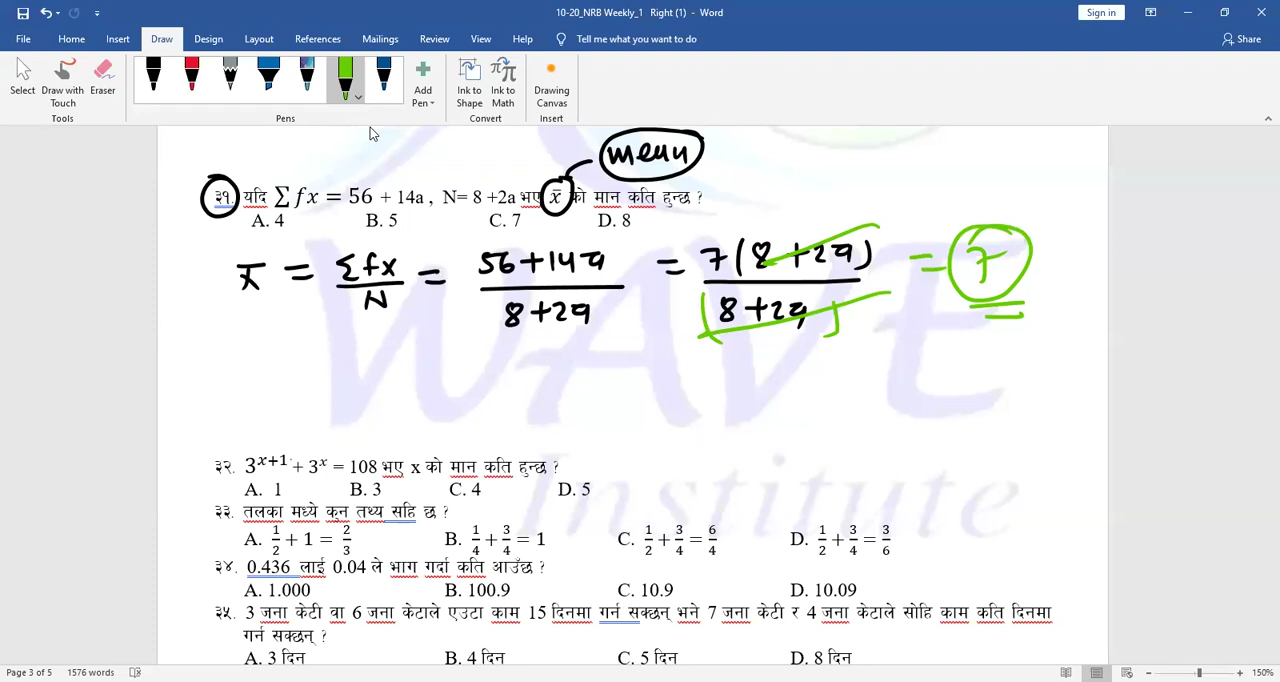 10-20_NRB Weekly_1 Right (1) - Word
Sign in
File Home Insert Draw Design Layout References Mailings Review View Help Tell me what you want to do
Share
Select Draw with Touch Eraser
Add Pen
Ink to Shape Ink to Math
Drawing Canvas
Tools Pens Convert Insert
menu
३१. यदि ∑fx = 56 + 14a , N= 8 +2a भए x̄ को मान कति हुन्छ ?
A. 4 B. 5 C. 7 D. 8
x̄ = ∑fx/N = 56+14a/8+2a = 7(8+2a)/8+2a = 7
३२. 3^(x+1) + 3^x = 108 भए x को मान कति हुन्छ ?
A. 1 B. 3 C. 4 D. 5
३३. तलका मध्ये कुन तथ्य सहि छ ?
A. 1/2 + 1 = 2/3 B. 1/4 + 3/4 = 1 C. 1/2 + 3/4 = 6/4 D. 1/2 + 3/4 = 3/6
३४. 0.436 लाई 0.04 ले भाग गर्दा कति आउँछ ?
A. 1.000 B. 100.9 C. 10.9 D. 10.09
३५. 3 जना केटी वा 6 जना केटाले एउटा काम 15 दिनमा गर्न सक्छन् भने 7 जना केटी र 4 जना केटाले सोहि काम कति दिनमा
गर्न सक्छन् ?
A. 3 दिन B. 4 दिन C. 5 दिन D. 8 दिन
WAVE
Institute
Page 3 of 5 1576 words 150%